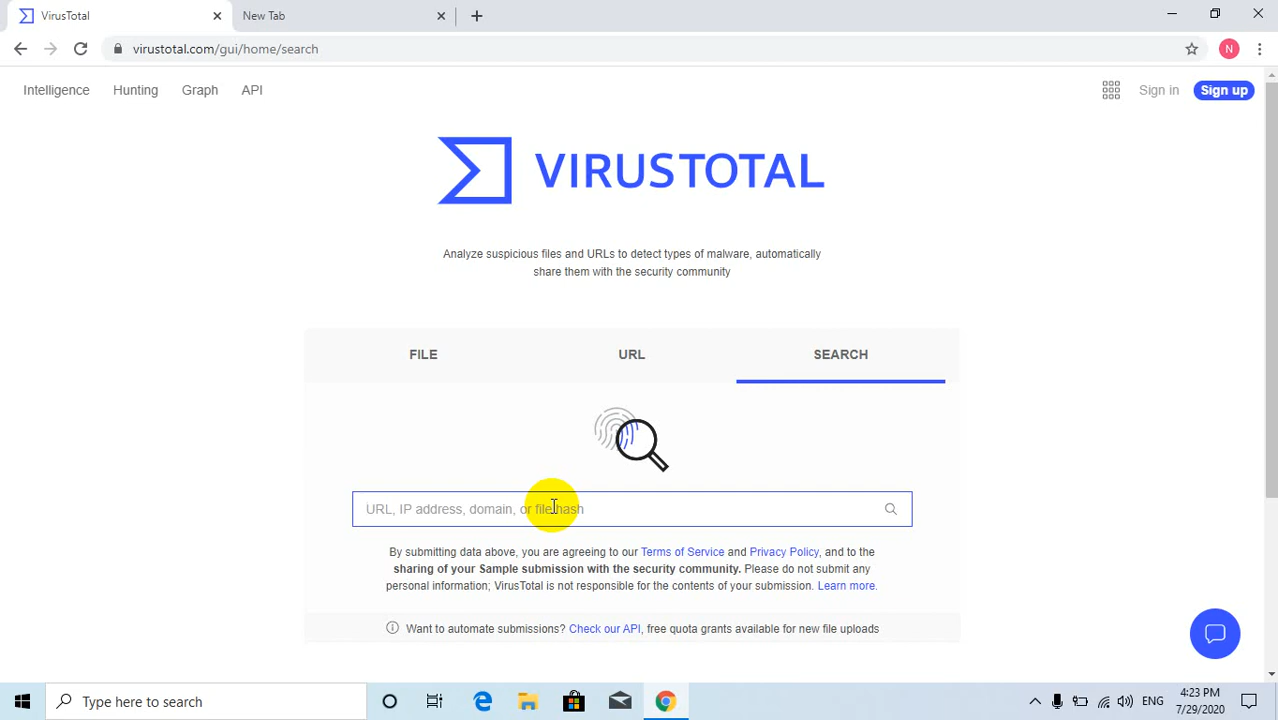 VirusTotal
New Tab
virustotal.com/gui/home/search
N
Intelligence Hunting Graph API
Sign in Sign up
VIRUSTOTAL
Analyze suspicious files and URLs to detect types of malware, automatically
share them with the security community
FILE URL SEARCH
URL, IP address, domain, or file hash
By submitting data above, you are agreeing to our Terms of Service and Privacy Policy, and to the
sharing of your Sample submission with the security community. Please do not submit any
personal information; VirusTotal is not responsible for the contents of your submission. Learn more.
Want to automate submissions? Check our API, free quota grants available for new file uploads
Type here to search
ENG
4:23 PM
7/29/2020